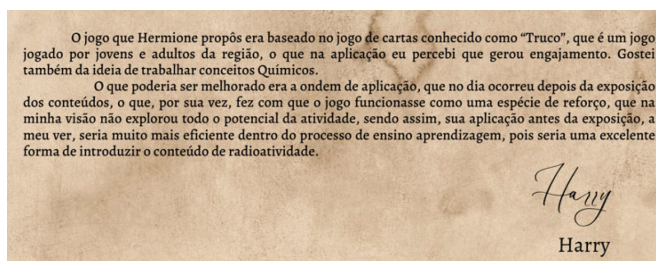 O jogo que Hermione propôs era baseado no jogo de cartas conhecido como “Truco”, que é um jogo
jogado por jovens e adultos da região, o que na aplicação eu percebi que gerou engajamento. Gostei
também da ideia de trabalhar conceitos Químicos.
O que poderia ser melhorado era a ondem de aplicação, que no dia ocorreu depois da exposição
dos conteúdos, o que, por sua vez, fez com que o jogo funcionasse como uma espécie de reforço, que na
minha visão não explorou todo o potencial da atividade, sendo assim, sua aplicação antes da exposição, a
meu ver, seria muito mais eficiente dentro do processo de ensino aprendizagem, pois seria uma excelente
forma de introduzir o conteúdo de radioatividade.
Harry
Harry